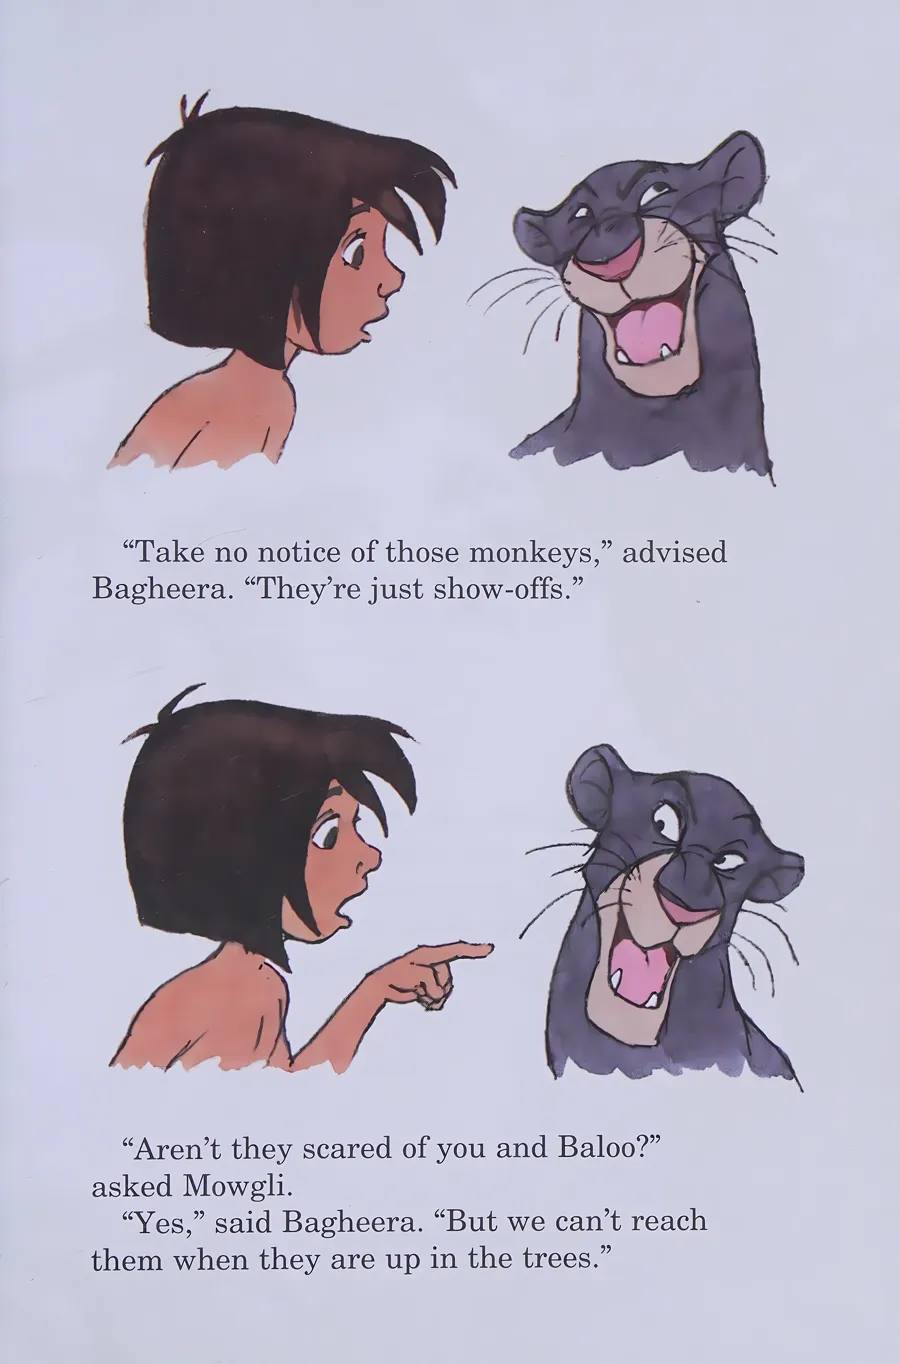 “Take no notice of those monkeys,” advised
Bagheera. “They’re just show-offs.”
“Aren’t they scared of you and Baloo?”
asked Mowgli.
“Yes,” said Bagheera. “But we can’t reach
them when they are up in the trees.”